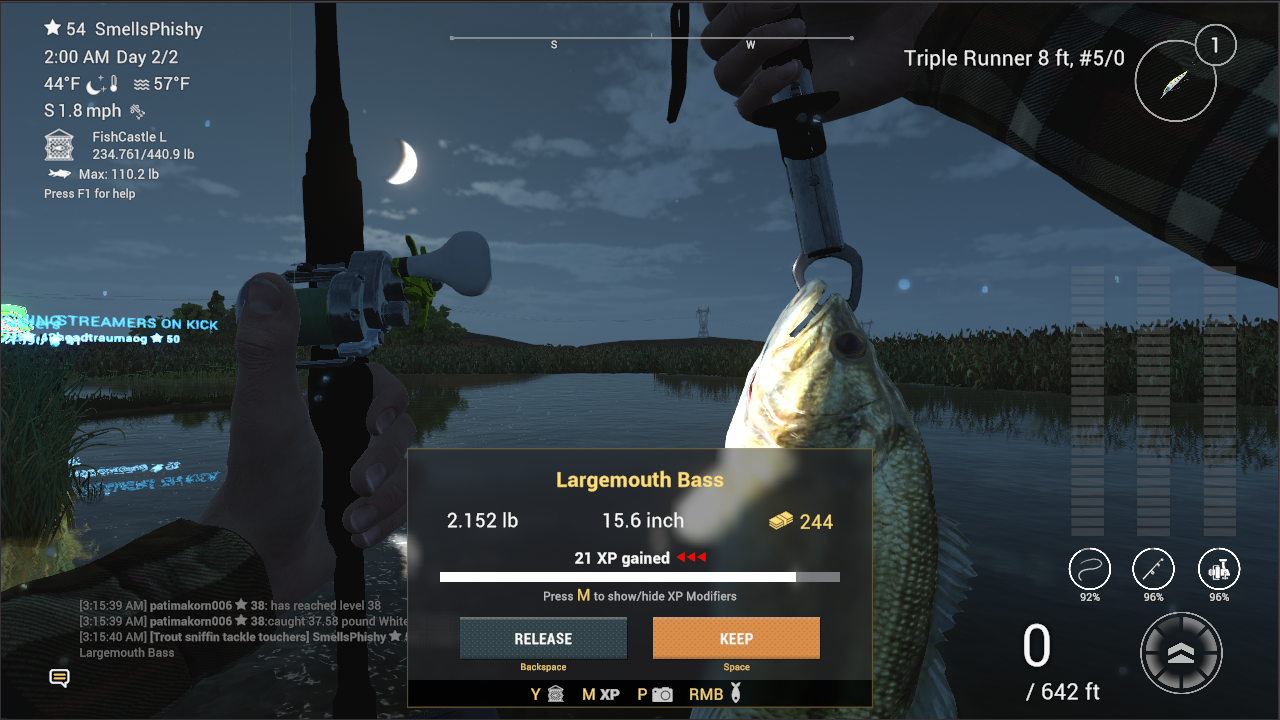 54 SmellsPhishy
2:00 AM Day 2/2
44°F 57°F
S 1.8 mph
FishCastle L
234.761/440.9 lb
Max: 110.2 lb
Press F1 for help
S W
Triple Runner 8 ft, #5/0
1
STREAMERS ON KICK
50
Largemouth Bass
2.152 lb 15.6 inch 244
21 XP gained
Press M to show/hide XP Modifiers
RELEASE KEEP
Backspace Space
Y M XP P RMB
[3:15:39 AM] patimakorn006 38: has reached level 38
[3:15:39 AM] patimakorn006 38:caught 37.58 pound White
[3:15:40 AM] [Trout sniffin tackle touchers] SmellsPhishy
Largemouth Bass
92% 96% 96%
0
/ 642 ft